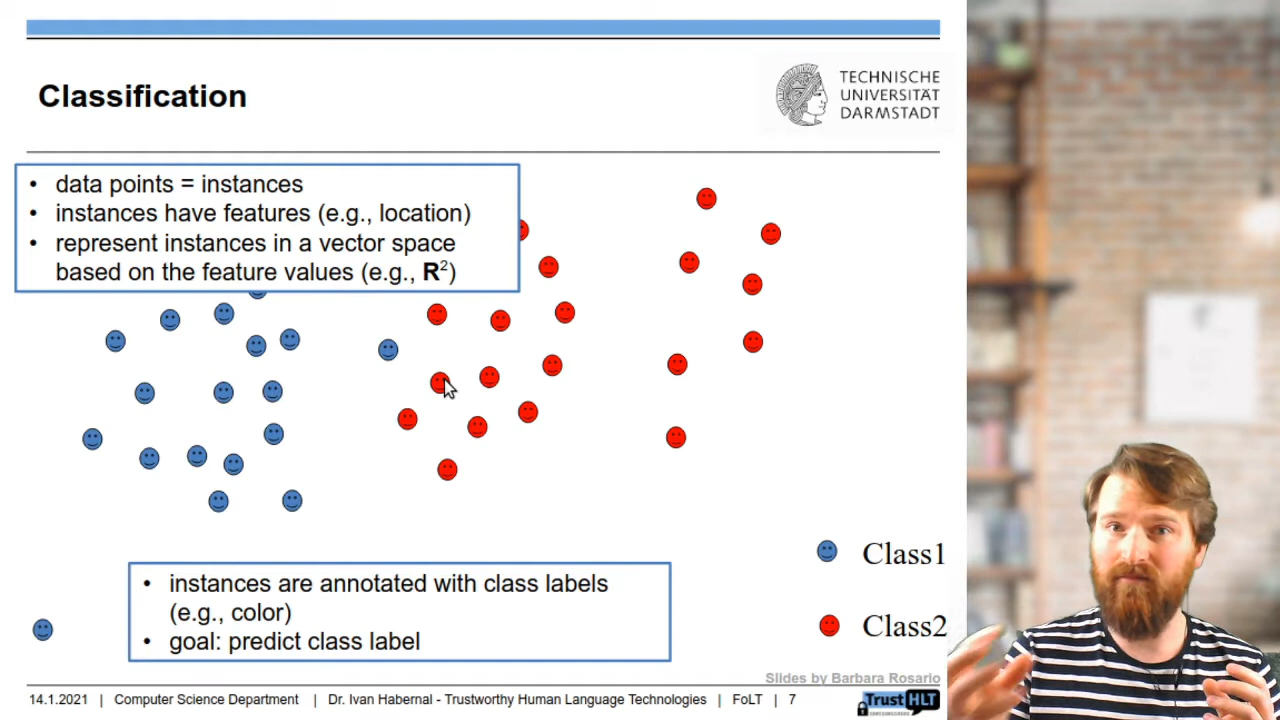 Classification
TECHNISCHE
UNIVERSITÄT
DARMSTADT
• data points = instances
• instances have features (e.g., location)
• represent instances in a vector space
based on the feature values (e.g., R²)
• instances are annotated with class labels
(e.g., color)
• goal: predict class label
Class1
Class2
Slides by Barbara Rosario
14.1.2021 | Computer Science Department | Dr. Ivan Habernal - Trustworthy Human Language Technologies | FoLT | 7
TrustHLT